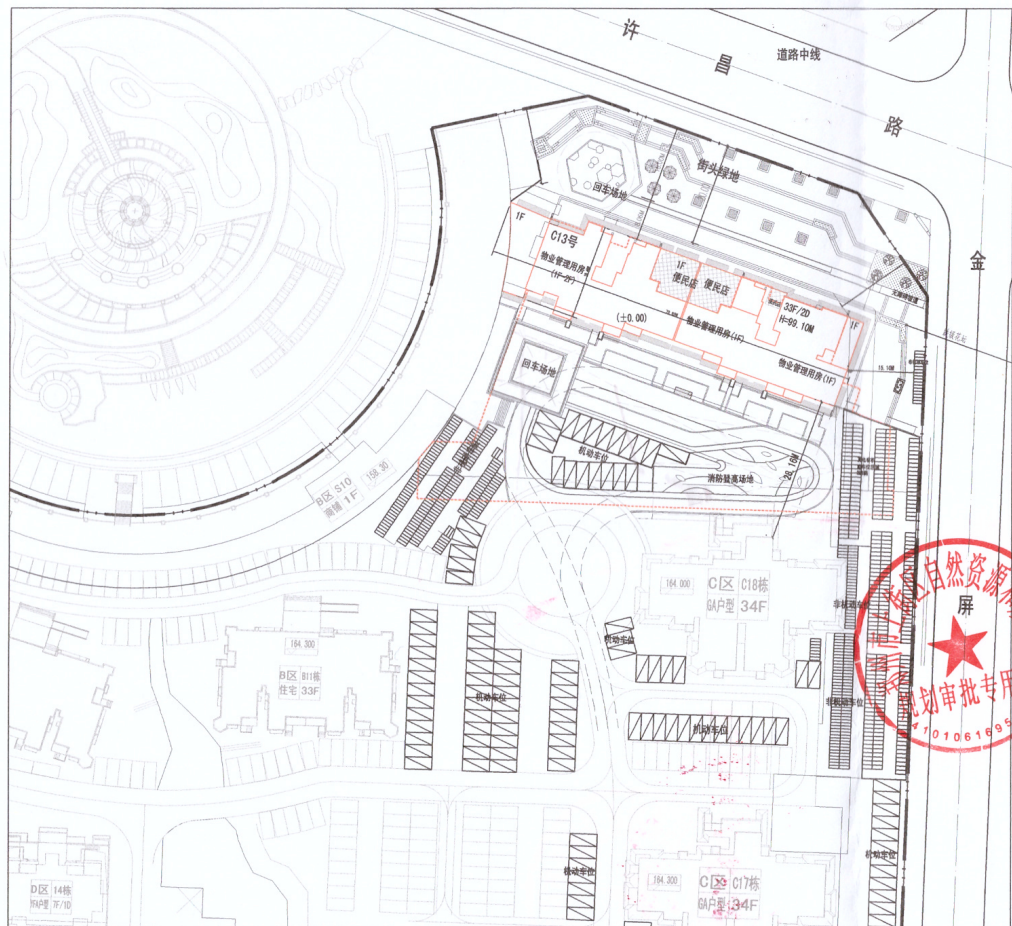 许
昌
路
道路中线
街头绿地
回车场地
金
屏
1F
C13号
物业管理用房
(1F-2F)
1F
便民店
便民店
33F/2D
H=99.10M
1F
(±0.00)
物业管理用房(1F)
物业管理用房(1F)
15.10M
回车场地
机动车位
消防登高场地
28.16M
B区 S10
商铺 1F
158.30
164.000
C区 C18栋
GA户型 34F
非机动车位
机动车位
164.300
B区 B11栋
住宅 33F
机动车位
机动车位
非机动车位
规划审批专用
4101061695
机动车位
机动车位
164.300
C区 C17栋
GA户型 34F
D区 14栋
7F/1D